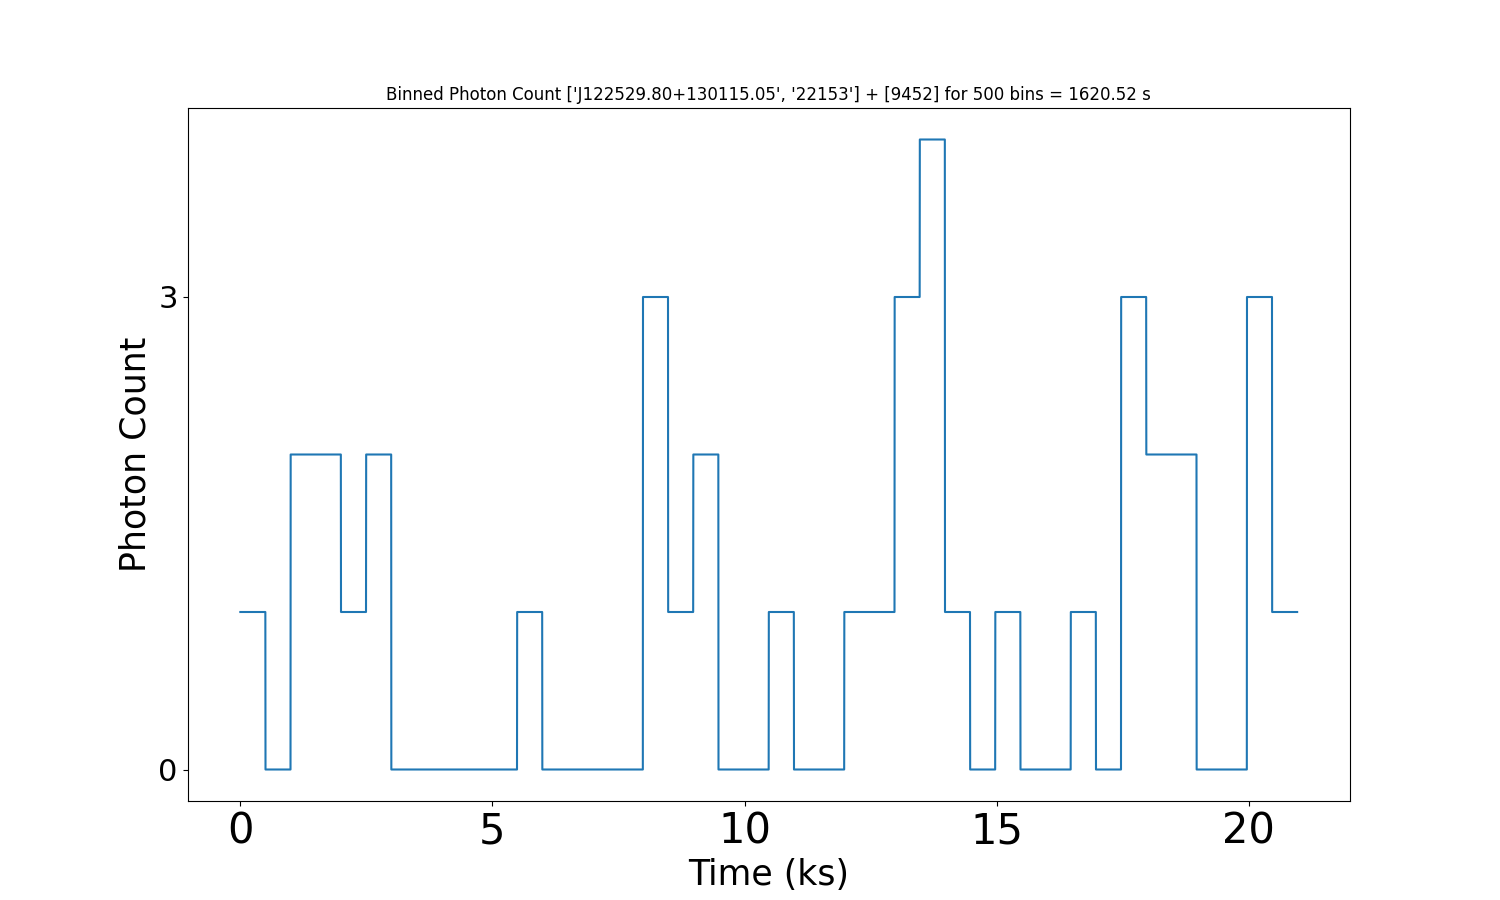 Binned Photon Count ['J122529.80+130115.05', '22153'] + [9452] for 500 bins = 1620.52 s
3
Photon Count
0
0 5 10 15 20
Time (ks)